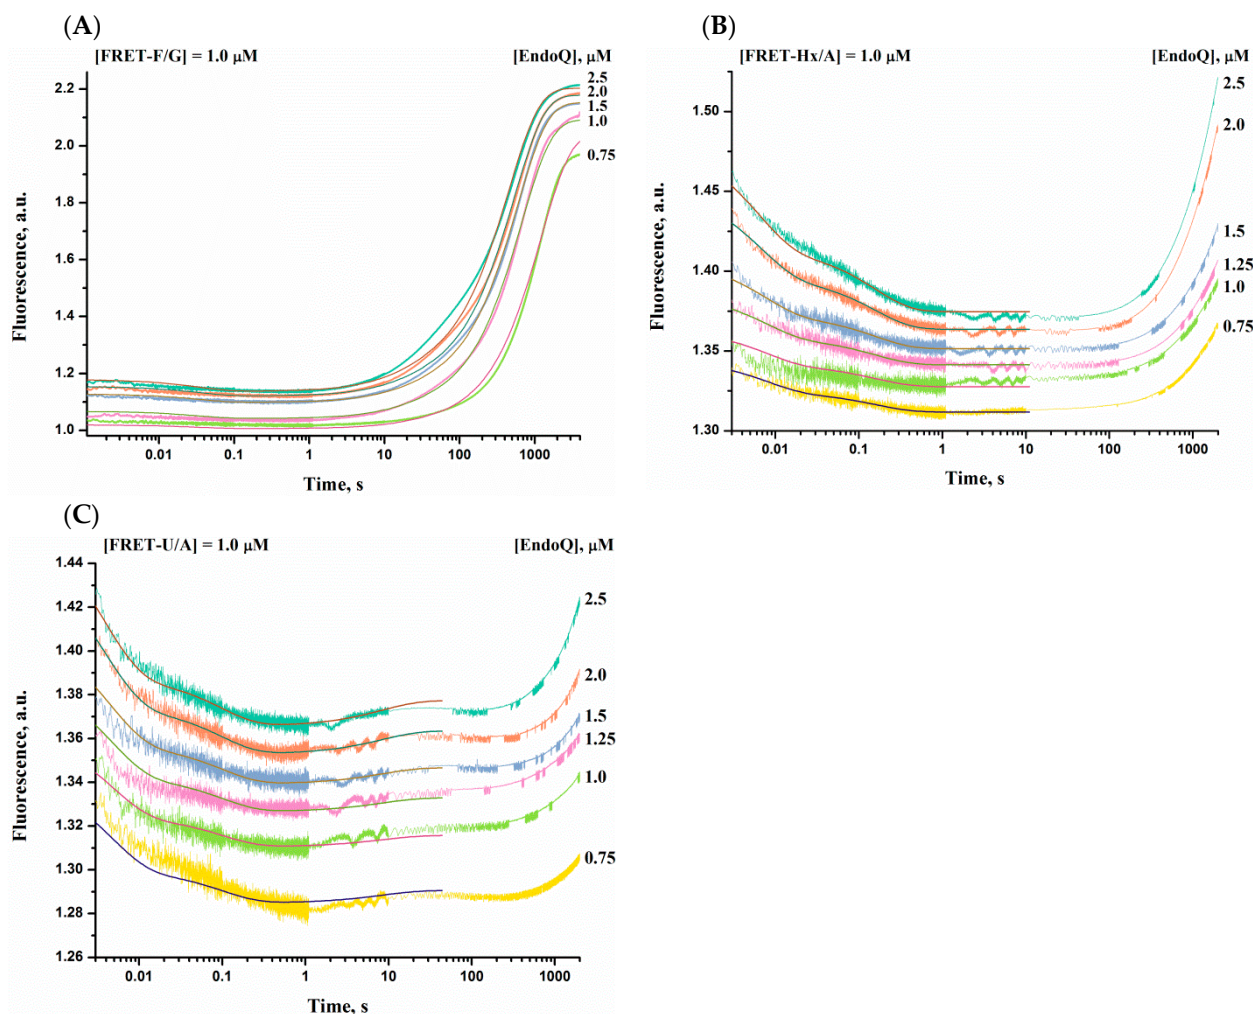 (A)
[FRET-F/G] = 1.0 μM [EndoQ], μM
2.5
2.0
1.5
1.0
0.75
2.2
2.0
1.8
1.6
1.4
1.2
1.0
Fluorescence, a.u.
0.01 0.1 1 10 100 1000
Time, s
(B)
[FRET-Hx/A] = 1.0 μM [EndoQ], μM
2.5
2.0
1.5
1.25
1.0
0.75
1.50
1.45
1.40
1.35
1.30
Fluorescence, a.u.
0.01 0.1 1 10 100 1000
Time, s
(C)
[FRET-U/A] = 1.0 μM [EndoQ], μM
2.5
2.0
1.5
1.25
1.0
0.75
1.44
1.42
1.40
1.38
1.36
1.34
1.32
1.30
1.28
1.26
Fluorescence, a.u.
0.01 0.1 1 10 100 1000
Time, s